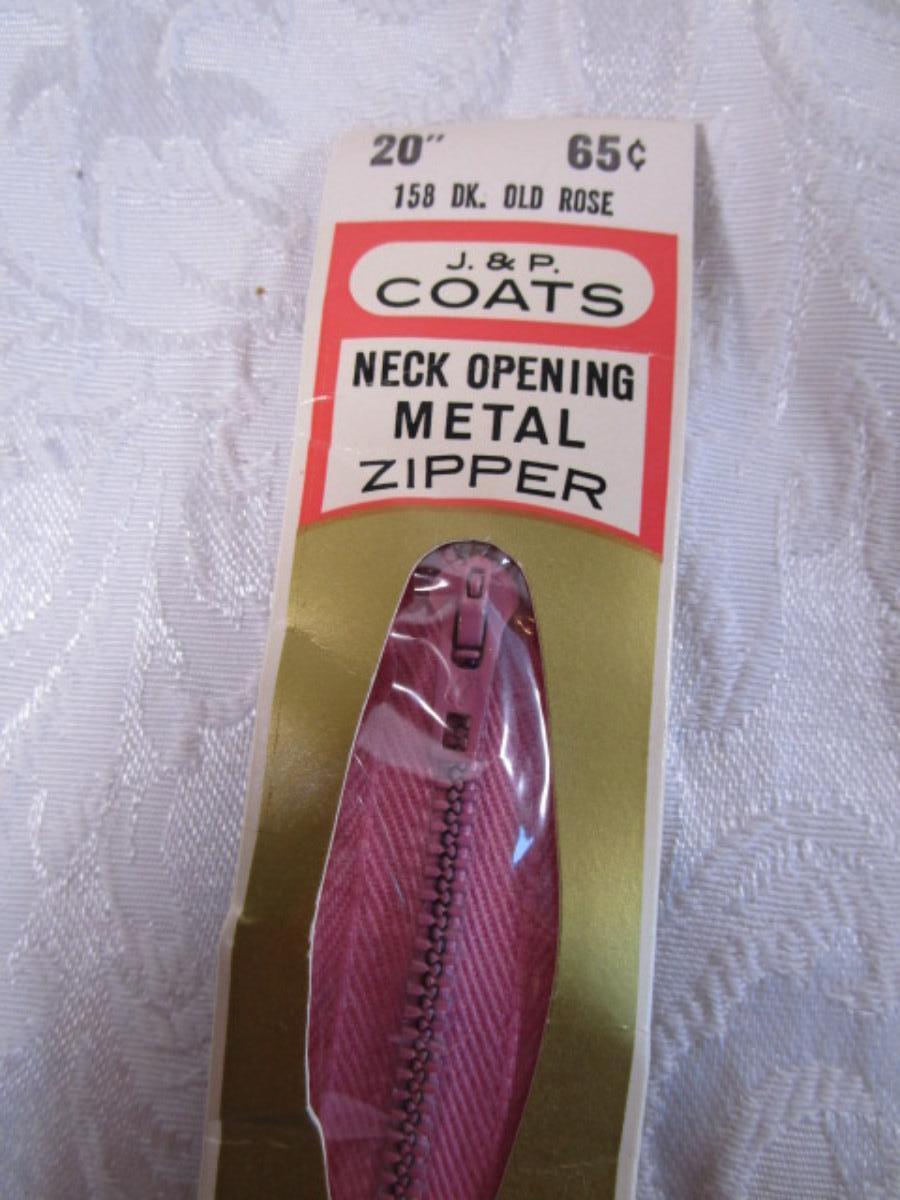 20" 65¢
158 DK. OLD ROSE
J. & P.
COATS
NECK OPENING
METAL
ZIPPER